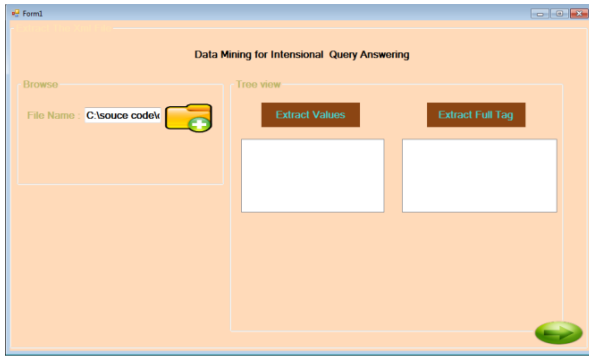 Form1
Data Mining for Intensional Query Answering
Browse
File Name : C:\souce code\
Tree view
Extract Values
Extract Full Tag